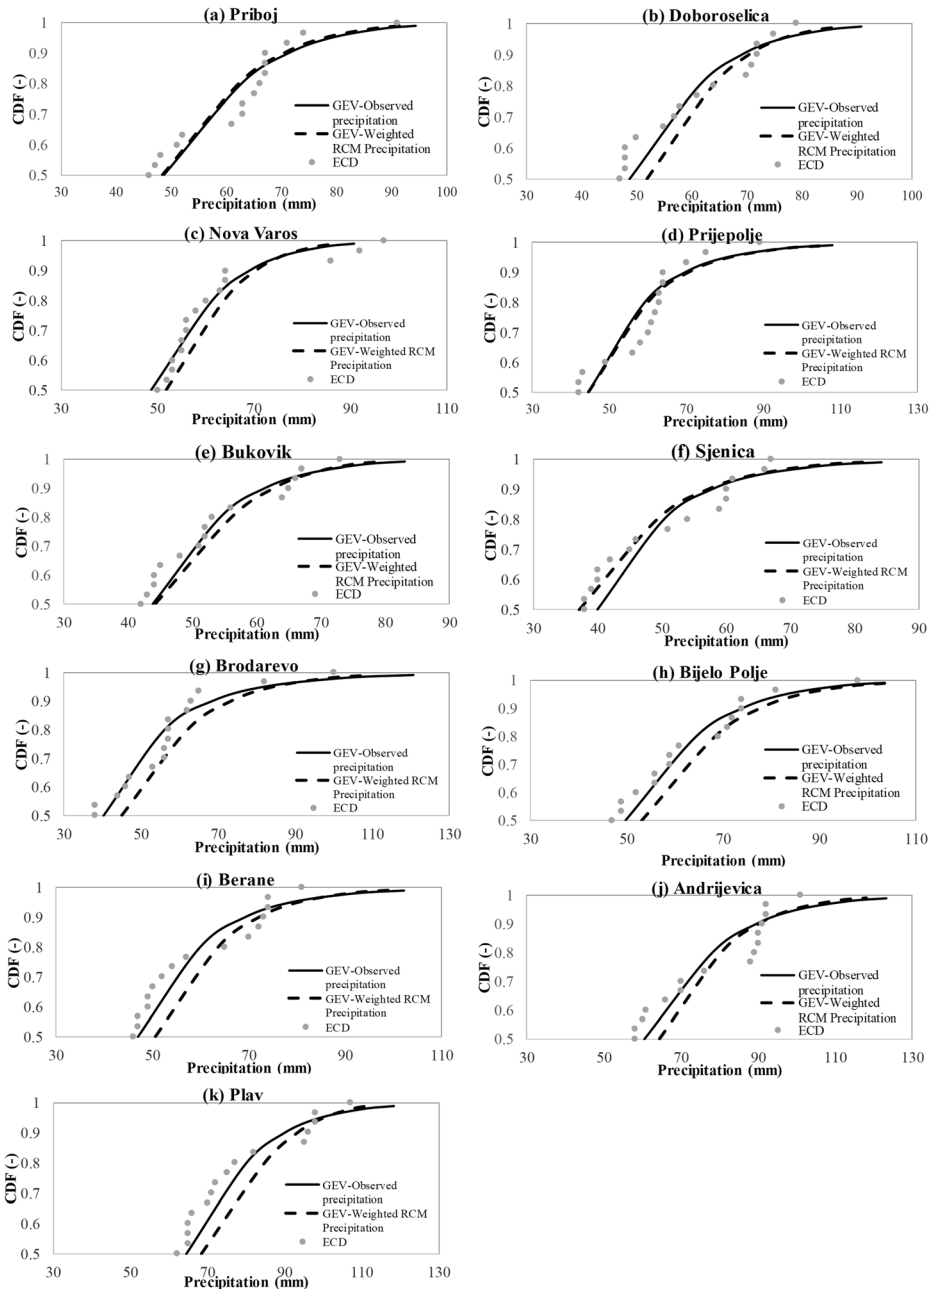 (a) Priboj
1
0.9
0.8
0.7
0.6
0.5
CDF (-)
GEV-Observed
precipitation
GEV-Weighted
RCM Precipitation
ECD
30 40 50 60 70 80 90 100
Precipitation (mm)
(b) Doboroselica
1
0.9
0.8
0.7
0.6
0.5
CDF (-)
GEV-Observed
precipitation
GEV-Weighted
RCM Precipitation
ECD
30 40 50 60 70 80 90 100
Precipitation (mm)
(c) Nova Varos
1
0.9
0.8
0.7
0.6
0.5
CDF (-)
GEV-Observed
precipitation
GEV-Weighted RCM
Precipitation
ECD
30 50 70 90 110
Precipitation (mm)
(d) Prijepolje
1
0.9
0.8
0.7
0.6
0.5
CDF (-)
GEV-Observed
precipitation
GEV-Weighted RCM
Precipitation
ECD
30 50 70 90 110 130
Precipitation (mm)
(e) Bukovik
1
0.9
0.8
0.7
0.6
0.5
CDF (-)
GEV-Observed
precipitation
GEV-Weighted
RCM Precipitation
ECD
30 40 50 60 70 80 90
Precipitation (mm)
(f) Sjenica
1
0.9
0.8
0.7
0.6
0.5
CDF (-)
GEV-Observed
precipitation
GEV-Weighted RCM
Precipitation
ECD
30 40 50 60 70 80 90
Precipitation (mm)
(g) Brodarevo
1
0.9
0.8
0.7
0.6
0.5
CDF (-)
GEV-Observed
precipitation
GEV-Weighted RCM
Precipitation
ECD
30 50 70 90 110 130
Precipitation (mm)
(h) Bijelo Polje
1
0.9
0.8
0.7
0.6
0.5
CDF (-)
GEV-Observed
precipitation
GEV-Weighted
RCM Precipitation
ECD
30 50 70 90 110
Precipitation (mm)
(i) Berane
1
0.9
0.8
0.7
0.6
0.5
CDF (-)
GEV-Observed
precipitation
GEV-Weighted RCM
Precipitation
ECD
30 50 70 90 110
Precipitation (mm)
(j) Andrijevica
1
0.9
0.8
0.7
0.6
0.5
CDF (-)
GEV-Observed
precipitation
GEV-Weighted
RCM Precipitation
ECD
30 50 70 90 110 130
Precipitation (mm)
(k) Plav
1
0.9
0.8
0.7
0.6
0.5
CDF (-)
GEV-Observed
precipitation
GEV-Weighted RCM
Precipitation
ECD
30 50 70 90 110 130
Precipitation (mm)